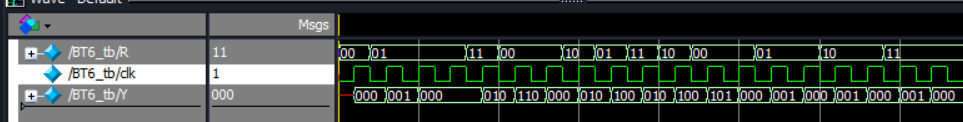 Wave - Default
Msgs
/BT6_tb/R 11 00 01 11 00 10 01 11 10 00 01 10 11
/BT6_tb/clk 1
/BT6_tb/Y 000 000 001 000 010 110 000 010 100 010 100 101 000 001 000 001 000 001 000